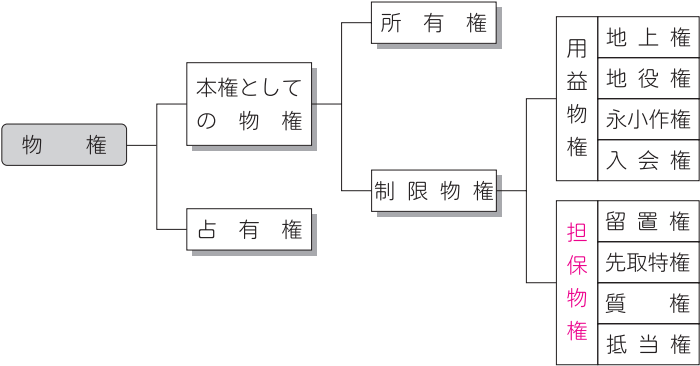 物権
本権として
の物権
占有権
所有権
制限物権
用益物権
地上権
地役権
永小作権
入会権
担保物権
留置権
先取特権
質権
抵当権